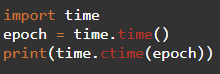 import time
epoch = time.time()
print(time.ctime(epoch))